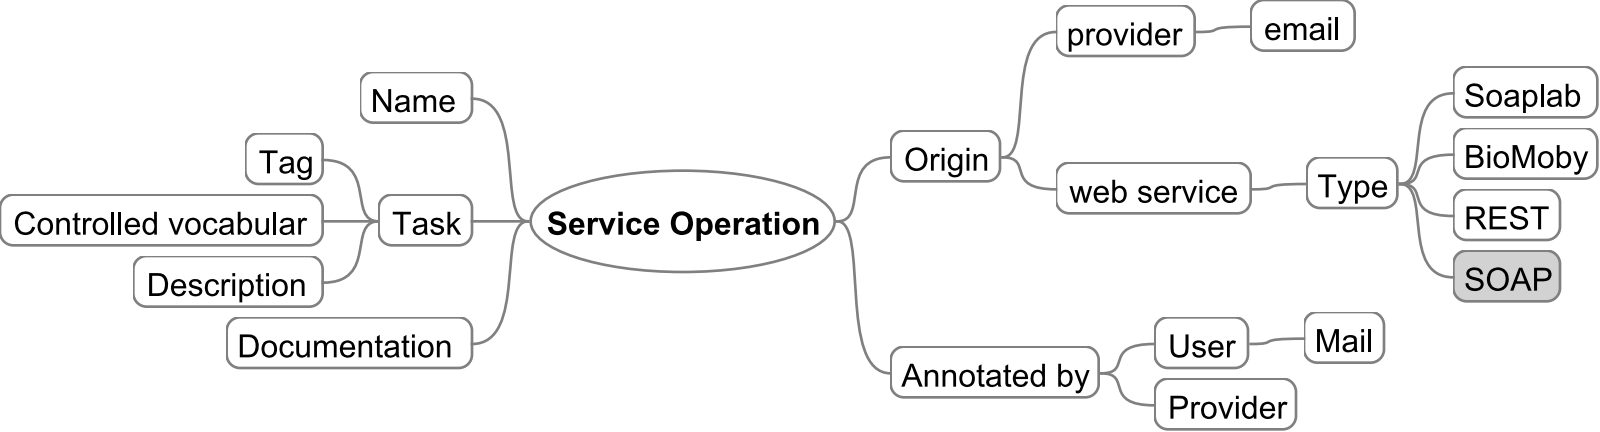 Name
Tag
Controlled vocabular
Task
Description
Documentation
Service Operation
Origin
provider
email
web service
Type
Soaplab
BioMoby
REST
SOAP
Annotated by
User
Mail
Provider